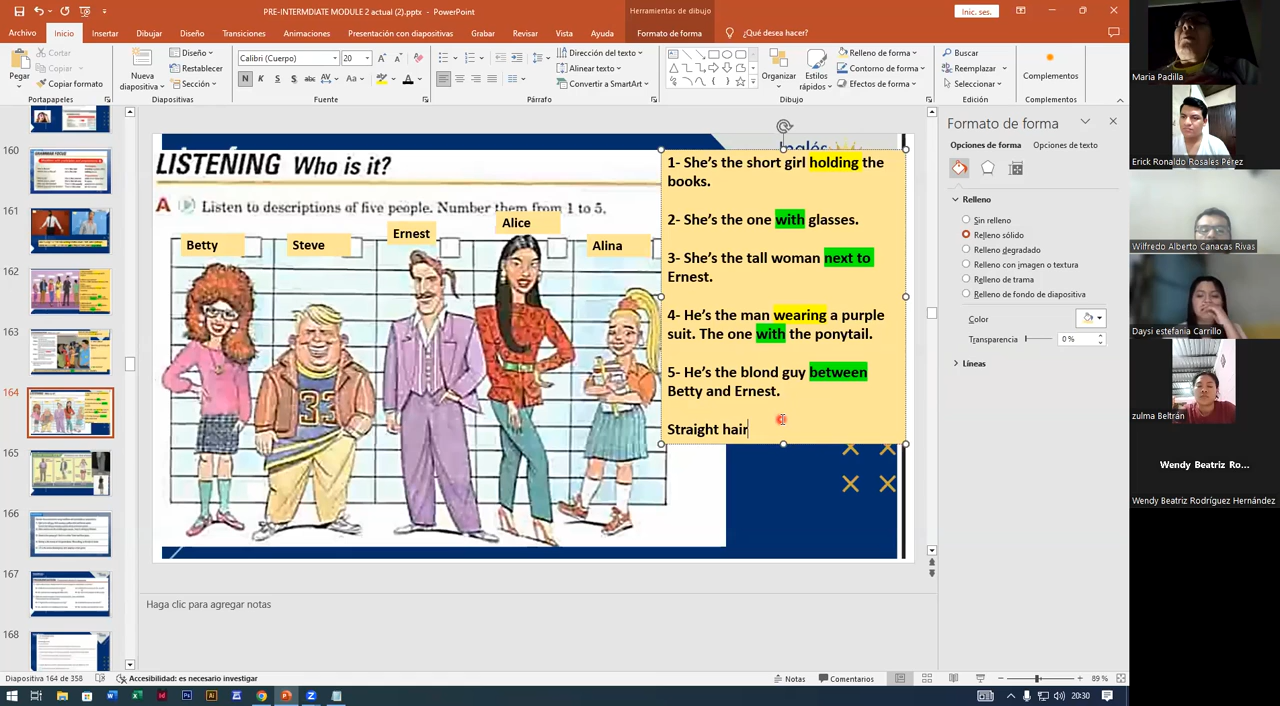 PRE-INTERMDIATE MODULE 2 actual (2).pptx - PowerPoint
Herramientas de dibujo
Inic. ses.
Archivo Inicio Insertar Dibujar Diseño Transiciones Animaciones Presentación con diapositivas Grabar Revisar Vista Ayuda Formato de forma ¿Qué desea hacer?
Pegar
Cortar
Copiar
Copiar formato
Portapapeles
Nueva diapositiva
Diseño
Restablecer
Sección
Diapositivas
Calibri (Cuerpo) 20
N K S S abc AV Aa A
Fuente
Dirección del texto
Alinear texto
Convertir a SmartArt
Párrafo
Organizar
Estilos rápidos
Relleno de forma
Contorno de forma
Efectos de forma
Dibujo
Buscar
Reemplazar
Seleccionar
Edición
Complementos
Complementos
160
161
162
163
164
165
166
167
168
LISTENING Who is it?
A Listen to descriptions of five people. Number them from 1 to 5.
Betty
Steve
Ernest
Alice
Alina
33
1- She's the short girl holding the
books.
2- She's the one with glasses.
3- She's the tall woman next to
Ernest.
4- He's the man wearing a purple
suit. The one with the ponytail.
5- He's the blond guy between
Betty and Ernest.
Straight hair
Haga clic para agregar notas
Formato de forma
Opciones de forma Opciones de texto
Relleno
Sin relleno
Relleno sólido
Relleno degradado
Relleno con imagen o textura
Relleno de trama
Relleno de fondo de diapositiva
Color
Transparencia 0 %
Líneas
Maria Padilla
Erick Ronaldo Rosales Pérez
Wilfredo Alberto Canacas Rivas
Daysi estefanía Carrillo
zulma Beltrán
Wendy Beatriz Ro...
Wendy Beatriz Rodríguez Hernández
Diapositiva 164 de 358 Accesibilidad: es necesario investigar Notas Comentarios 89 %
20:30